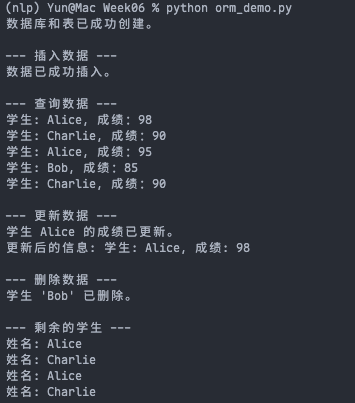 (nlp) Yun@Mac Week06 % python orm_demo.py
数据库和表已成功创建。
--- 插入数据 ---
数据已成功插入。
--- 查询数据 ---
学生: Alice, 成绩: 98
学生: Charlie, 成绩: 90
学生: Alice, 成绩: 95
学生: Bob, 成绩: 85
学生: Charlie, 成绩: 90
--- 更新数据 ---
学生 Alice 的成绩已更新。
更新后的信息: 学生: Alice, 成绩: 98
--- 删除数据 ---
学生 'Bob' 已删除。
--- 剩余的学生 ---
姓名: Alice
姓名: Charlie
姓名: Alice
姓名: Charlie